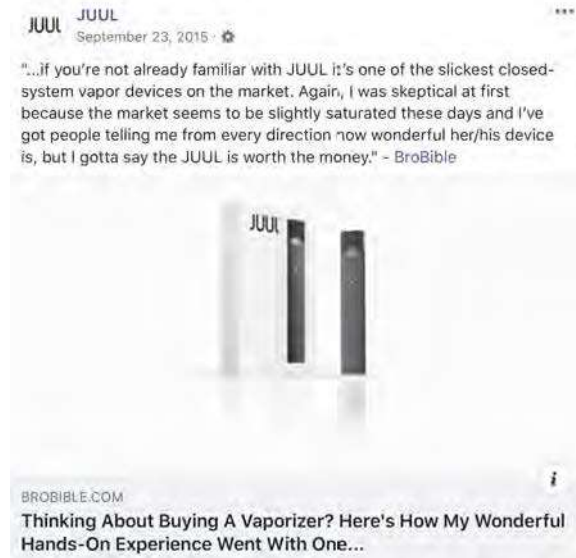 JUUL
JUUL
September 23, 2015 ·
"...if you're not already familiar with JUUL it's one of the slickest closed-
system vapor devices on the market. Again, I was skeptical at first
because the market seems to be slightly saturated these days and I've
got people telling me from every direction how wonderful her/his device
is, but I gotta say the JUUL is worth the money." - BroBible
JUUL
i
BROBIBLE.COM
Thinking About Buying A Vaporizer? Here's How My Wonderful
Hands-On Experience Went With One...